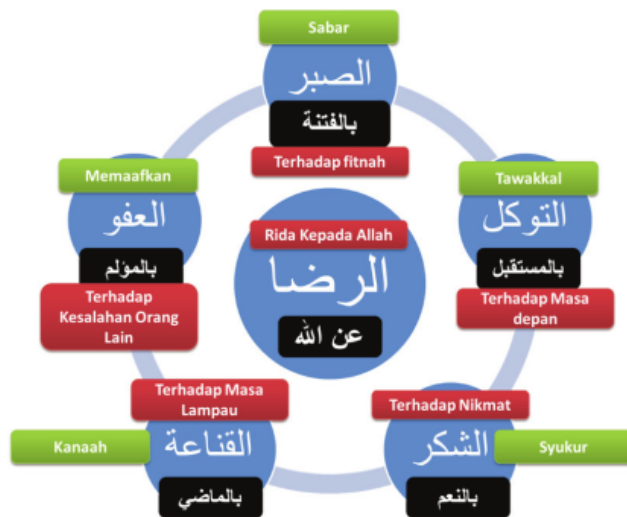 Sabar
الصبر
بالفتنة
Terhadap fitnah
Memaafkan
العفو
بالمؤلم
Terhadap
Kesalahan Orang
Lain
Tawakkal
التوكل
بالمستقبل
Terhadap Masa
depan
Rida Kepada Allah
الرضا
عن الله
Terhadap Masa
Lampau
Kanaah
القناعة
بالماضي
Terhadap Nikmat
الشكر
Syukur
بالنعم